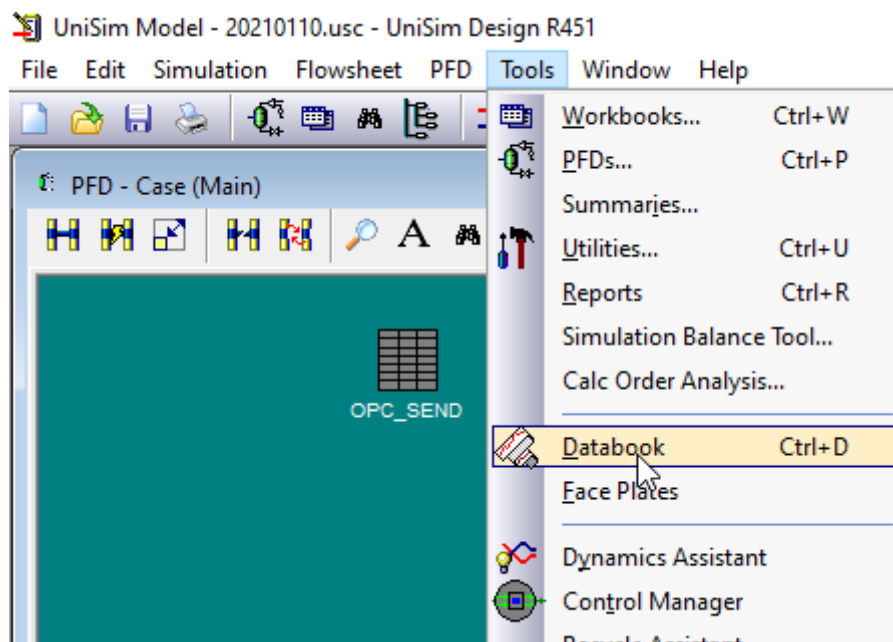 UniSim Model - 20210110.usc - UniSim Design R451
File Edit Simulation Flowsheet PFD Tools Window Help
Workbooks... Ctrl+W
PFD - Case (Main)
PFDs... Ctrl+P
Summaries...
A
Utilities... Ctrl+U
Reports Ctrl+R
Simulation Balance Tool...
Calc Order Analysis...
OPC_SEND
Databook Ctrl+D
Face Plates
Dynamics Assistant
Control Manager